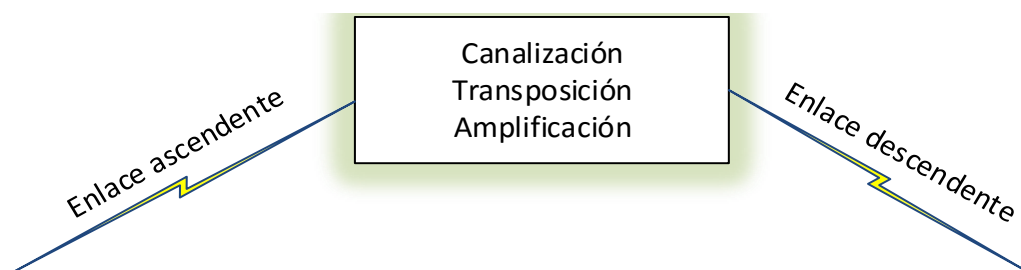 Canalización
Transposición
Amplificación
Enlace ascendente
Enlace descendente